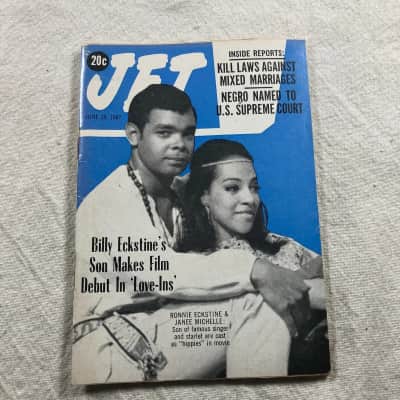 20c
JET
JUNE 29, 1967
INSIDE REPORTS:
KILL LAWS AGAINST
MIXED MARRIAGES
NEGRO NAMED TO
U.S. SUPREME COURT
Billy Eckstine's
Son Makes Film
Debut In 'Love-Ins'
RONNIE ECKSTINE &
JANEE MICHELLE:
Son of famous singer
and starlet are cast
as "hippies" in movie